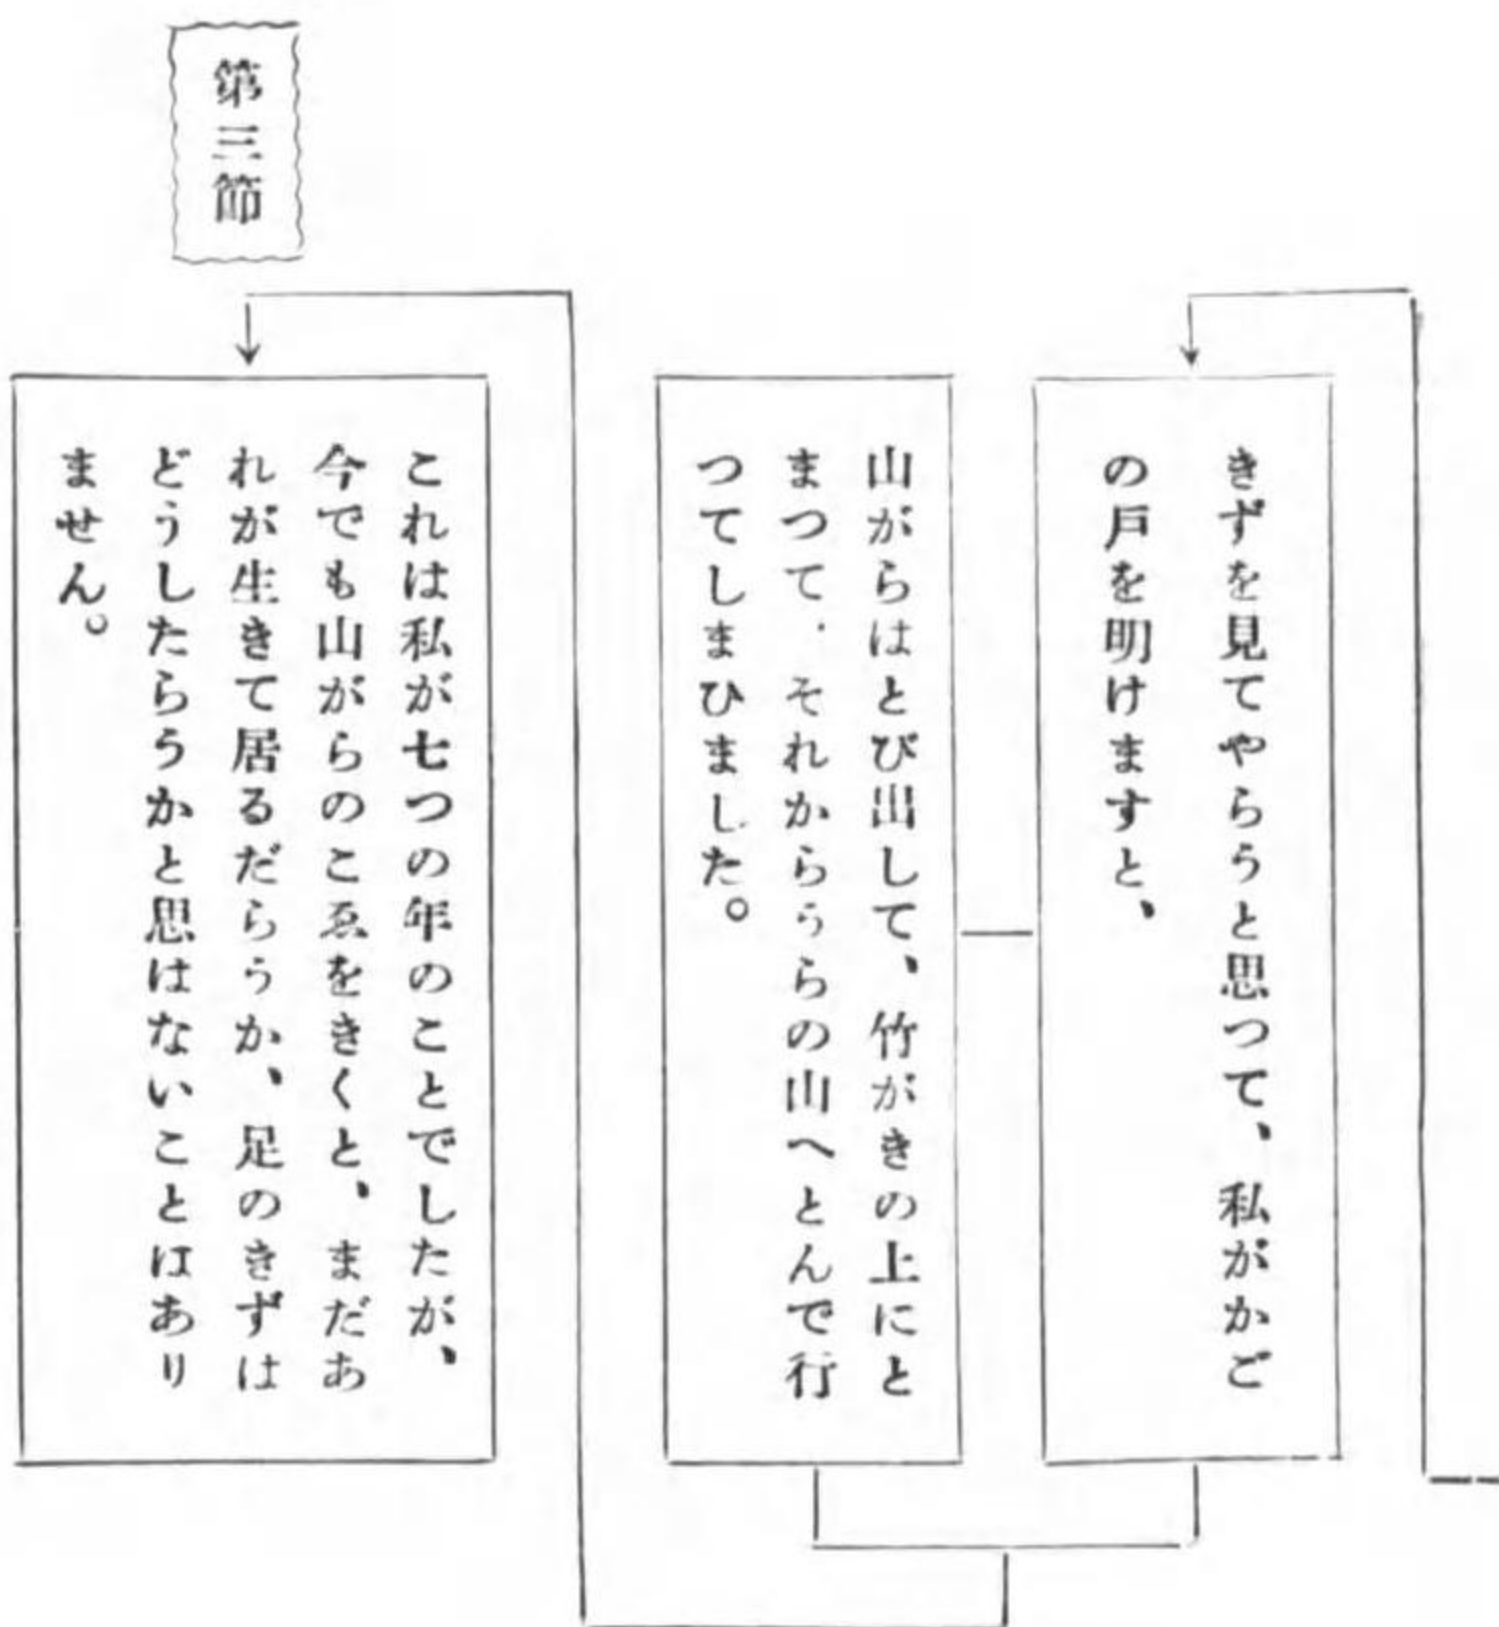 きずを見てやらうと思つて、私がかご
の戸を明けますと、
山がらはとび出して、竹がきの上にと
まつて、それからうらの山へとんで行
つてしまひました。
第三節
これは私が七つの年のことでしたが、
今でも山がらのこゑをきくと、まだあ
れが生きて居るだらうか、足のきずは
どうしたらうかと思はないことはあり
ません。